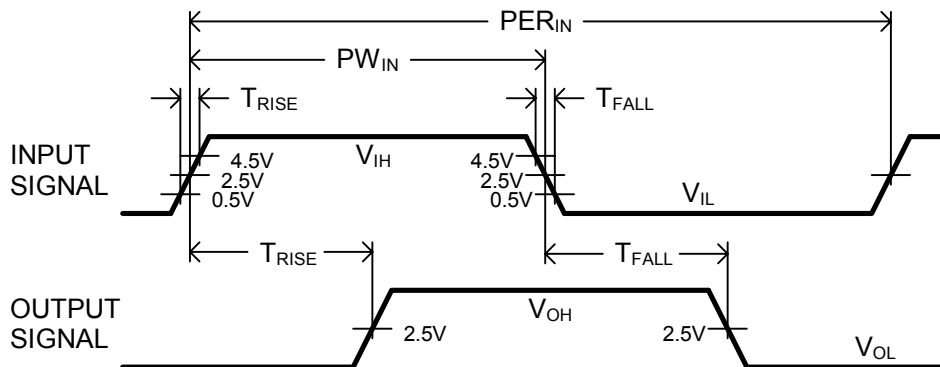 PER_IN
PW_IN
T_RISE
T_FALL
INPUT
SIGNAL
V_IH
4.5V
2.5V
0.5V
4.5V
2.5V
0.5V
V_IL
T_RISE
T_FALL
OUTPUT
SIGNAL
2.5V
V_OH
2.5V
V_OL